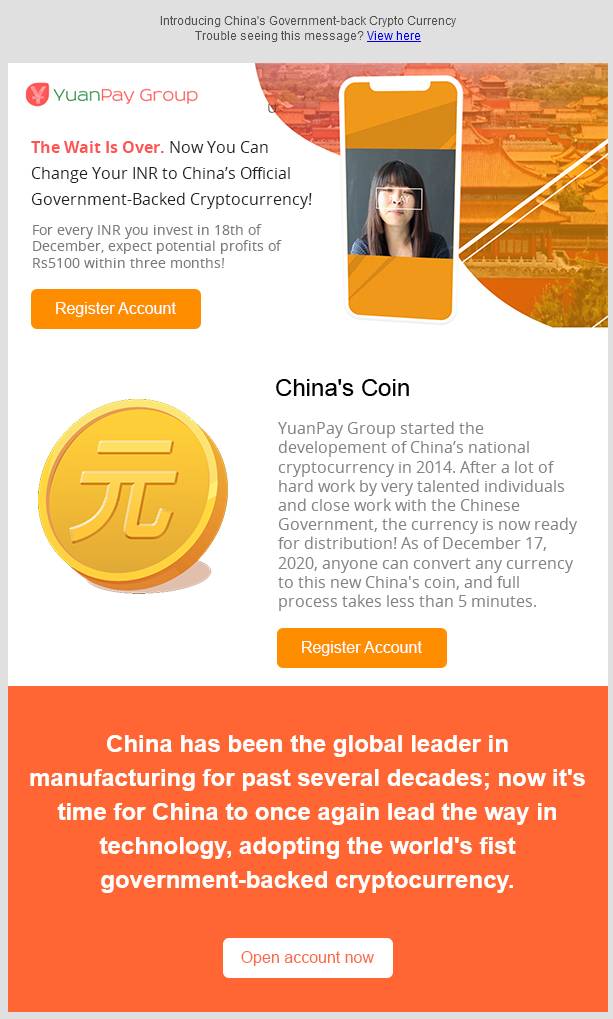 Introducing China's Government-back Crypto Currency
Trouble seeing this message? View here
YuanPay Group
U
The Wait Is Over. Now You Can
Change Your INR to China’s Official
Government-Backed Cryptocurrency!
For every INR you invest in 18th of
December, expect potential profits of
Rs5100 within three months!
Register Account
China's Coin
元
YuanPay Group started the
developement of China’s national
cryptocurrency in 2014. After a lot of
hard work by very talented individuals
and close work with the Chinese
Government, the currency is now ready
for distribution! As of December 17,
2020, anyone can convert any currency
to this new China's coin, and full
process takes less than 5 minutes.
Register Account
China has been the global leader in
manufacturing for past several decades; now it's
time for China to once again lead the way in
technology, adopting the world's fist
government-backed cryptocurrency.
Open account now